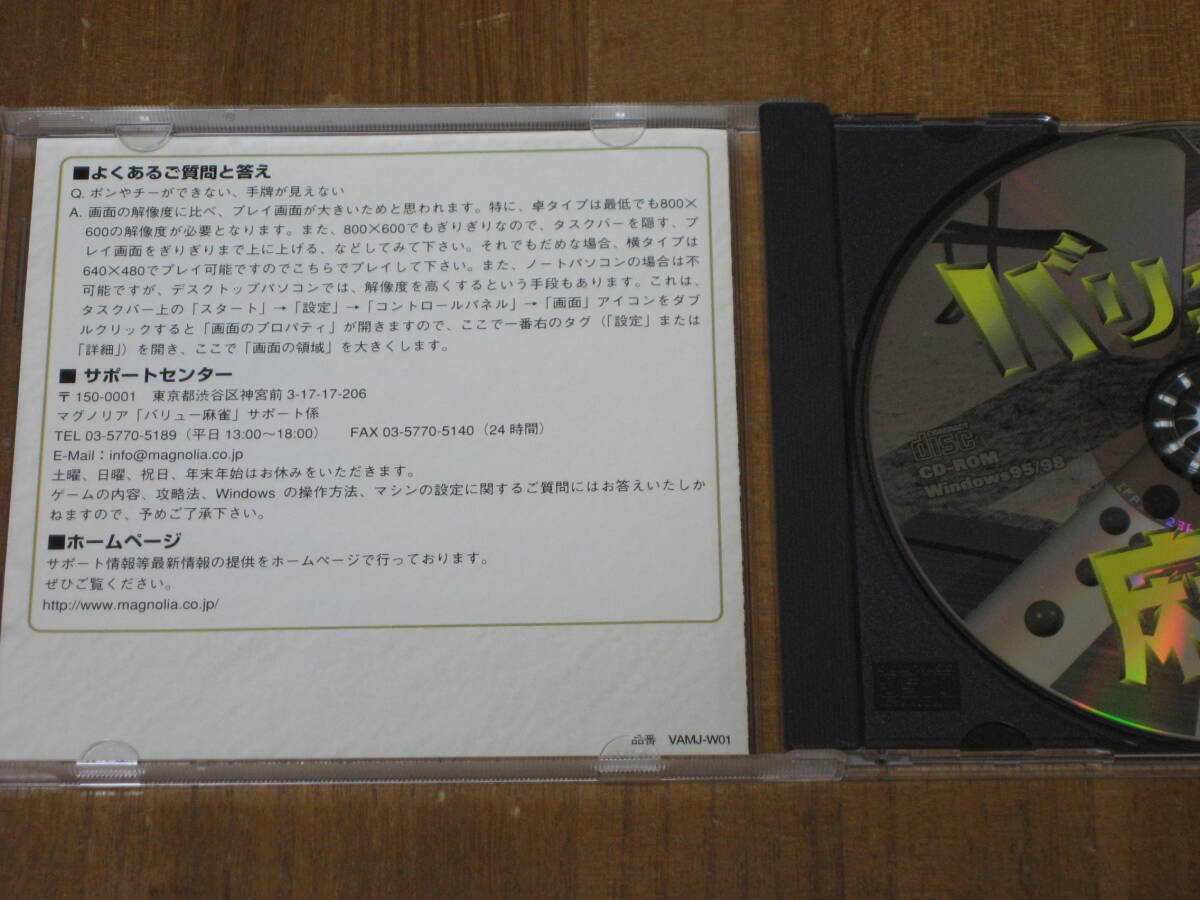 ■よくあるご質問と答え
Q. ポンやチーができない、手牌が見えない
A. 画面の解像度に比べ、プレイ画面が大きいためと思われます。特に、卓タイプは最低でも800×
600の解像度が必要となります。また、800×600でもぎりぎりなので、タスクバーを隠す、プ
レイ画面をぎりぎりまで上に上げる、などしてみて下さい。それでもだめな場合、横タイプは
640×480でプレイ可能ですのでこちらでプレイして下さい。また、ノートパソコンの場合は不
可能ですが、デスクトップパソコンでは、解像度を高くするという手段もあります。これは、
タスクバー上の「スタート」→「設定」→「コントロールパネル」→「画面」アイコンをダブ
ルクリックすると「画面のプロパティ」が開きますので、ここで一番右のタグ(「設定」または
「詳細」)を開き、ここで「画面の領域」を大きくします。
■ サポートセンター
〒150-0001 東京都渋谷区神宮前 3-17-17-206
マグノリア「バリュー麻雀」サポート係
TEL 03-5770-5189（平日 13:00～18:00） FAX 03-5770-5140（24 時間）
E-Mail：info@magnolia.co.jp
土曜、日曜、祝日、年末年始はお休みをいただきます。
ゲームの内容、攻略法、Windows の操作方法、マシンの設定に関するご質問にはお答えいたしか
ねますので、予めご了承下さい。
■ホームページ
サポート情報等最新情報の提供をホームページで行っております。
ぜひご覧ください。
http://www.magnolia.co.jp/
品番 VAMJ-W01
バリ
COMPACT
disc
CD-ROM
Windows95/98
麻